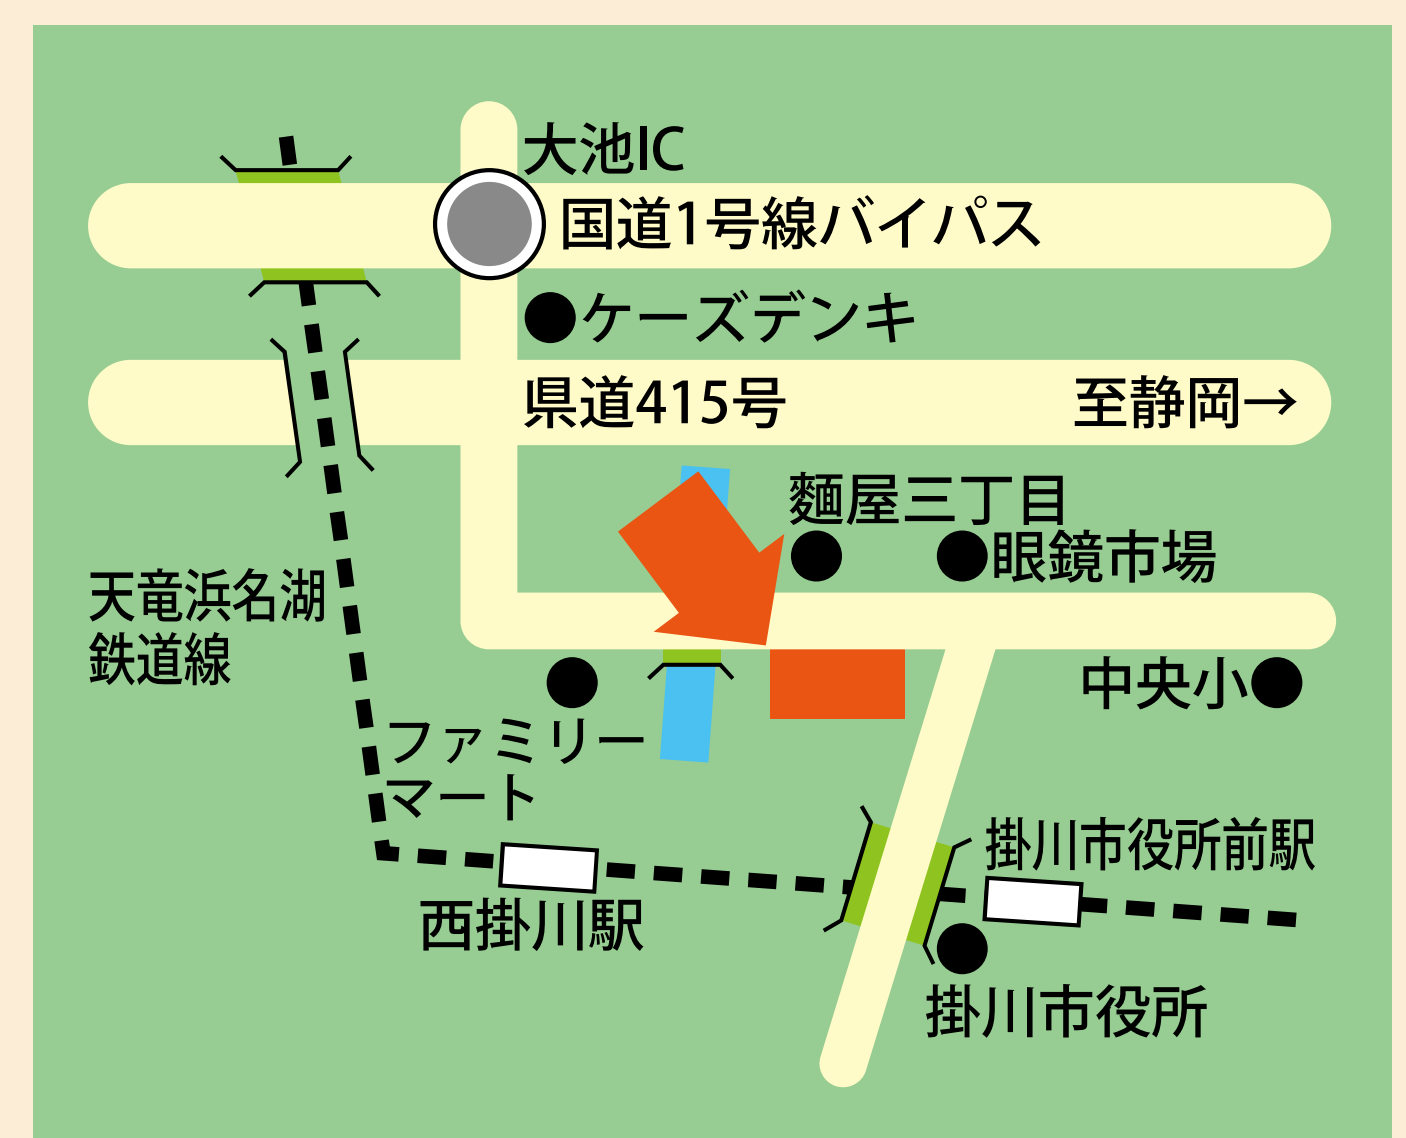 大池IC
国道1号線バイパス
ケーズデンキ
県道415号
至静岡→
麵屋三丁目
眼鏡市場
天竜浜名湖
鉄道線
中央小
ファミリー
マート
掛川市役所前駅
西掛川駅
掛川市役所